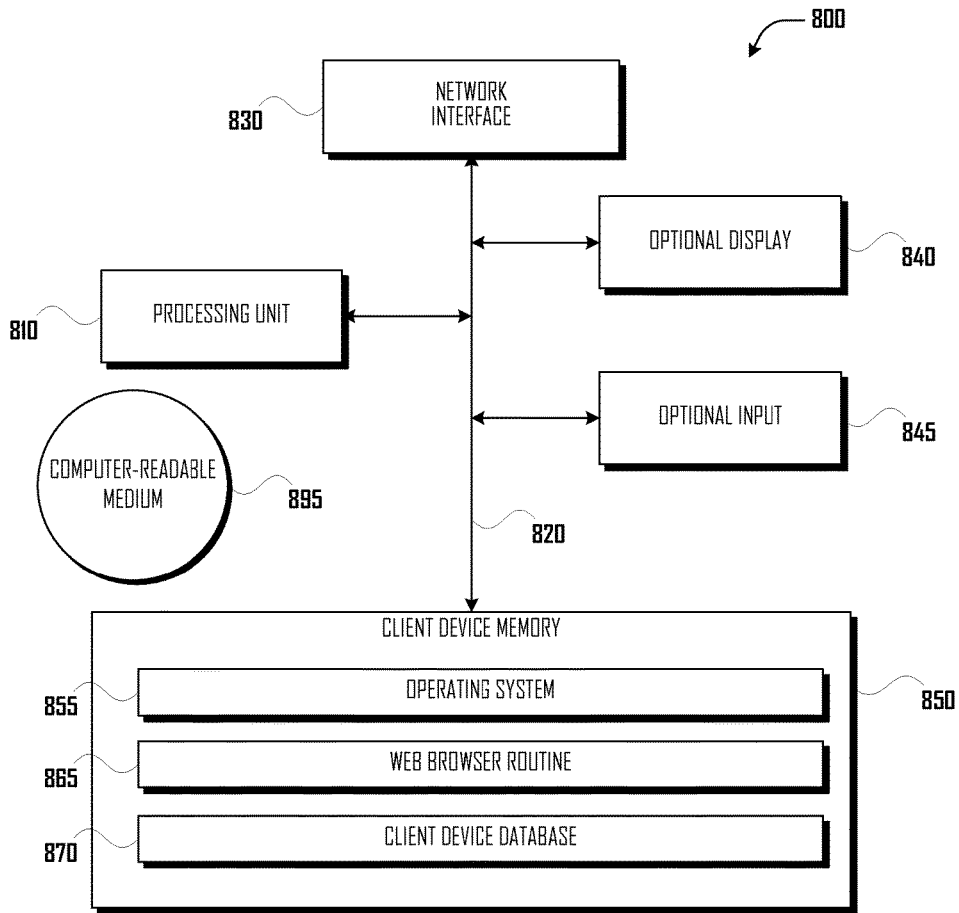 800
NETWORK
INTERFACE
830
OPTIONAL DISPLAY
840
PROCESSING UNIT
810
OPTIONAL INPUT
845
COMPUTER-READABLE
MEDIUM
895
820
CLIENT DEVICE MEMORY
850
OPERATING SYSTEM
855
WEB BROWSER ROUTINE
865
CLIENT DEVICE DATABASE
870